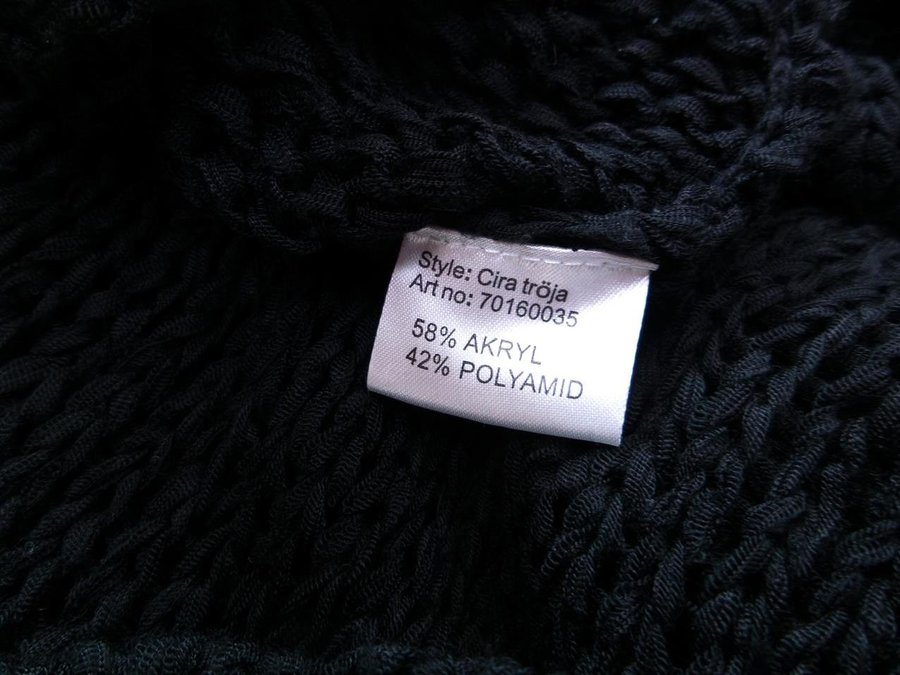 Style: Cira tröja
Art no: 70160035
58% AKRYL
42% POLYAMID